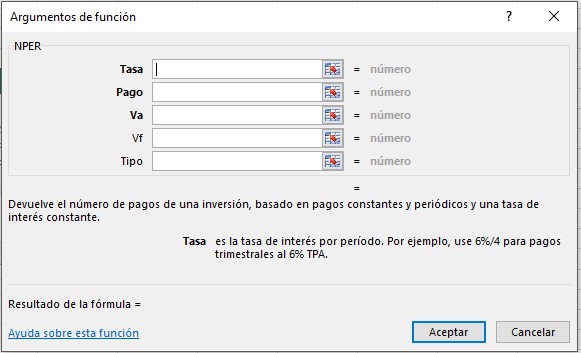 Argumentos de función ? ×
NPER
Tasa = número
Pago = número
Va = número
Vf = número
Tipo = número
=
Devuelve el número de pagos de una inversión, basado en pagos constantes y periódicos y una tasa de
interés constante.
Tasa es la tasa de interés por período. Por ejemplo, use 6%/4 para pagos
trimestrales al 6% TPA.
Resultado de la fórmula =
Ayuda sobre esta función Aceptar Cancelar